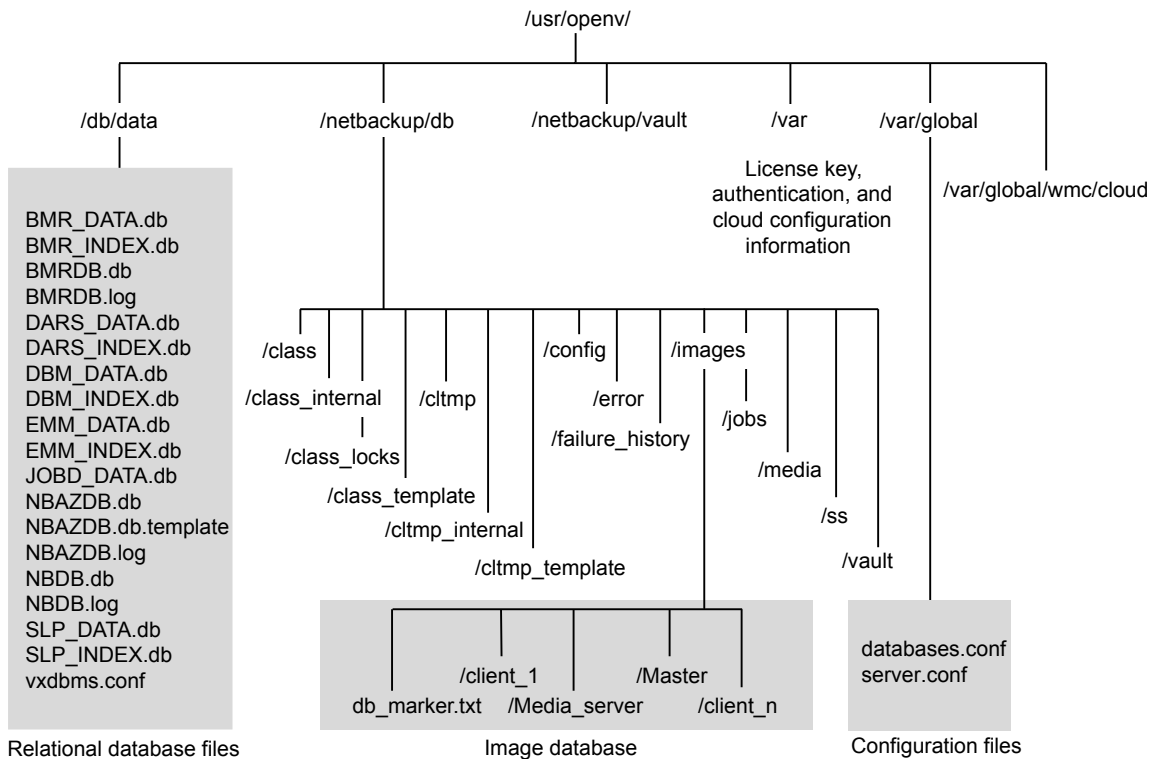 /usr/openv/
/db/data
/netbackup/db
/netbackup/vault
/var
/var/global
/var/global/wmc/cloud
License key,
authentication, and
cloud configuration
information
BMR_DATA.db
BMR_INDEX.db
BMRDB.db
BMRDB.log
DARS_DATA.db
DARS_INDEX.db
DBM_DATA.db
DBM_INDEX.db
EMM_DATA.db
EMM_INDEX.db
JOBD_DATA.db
NBAZDB.db
NBAZDB.db.template
NBAZDB.log
NBDB.db
NBDB.log
SLP_DATA.db
SLP_INDEX.db
vxdbms.conf
Relational database files
/class
/class_internal
/class_locks
/class_template
/cltmp
/cltmp_internal
/cltmp_template
/config
/error
/failure_history
/images
/jobs
/media
/ss
/vault
db_marker.txt
/client_1
/Media_server
/Master
/client_n
Image database
databases.conf
server.conf
Configuration files